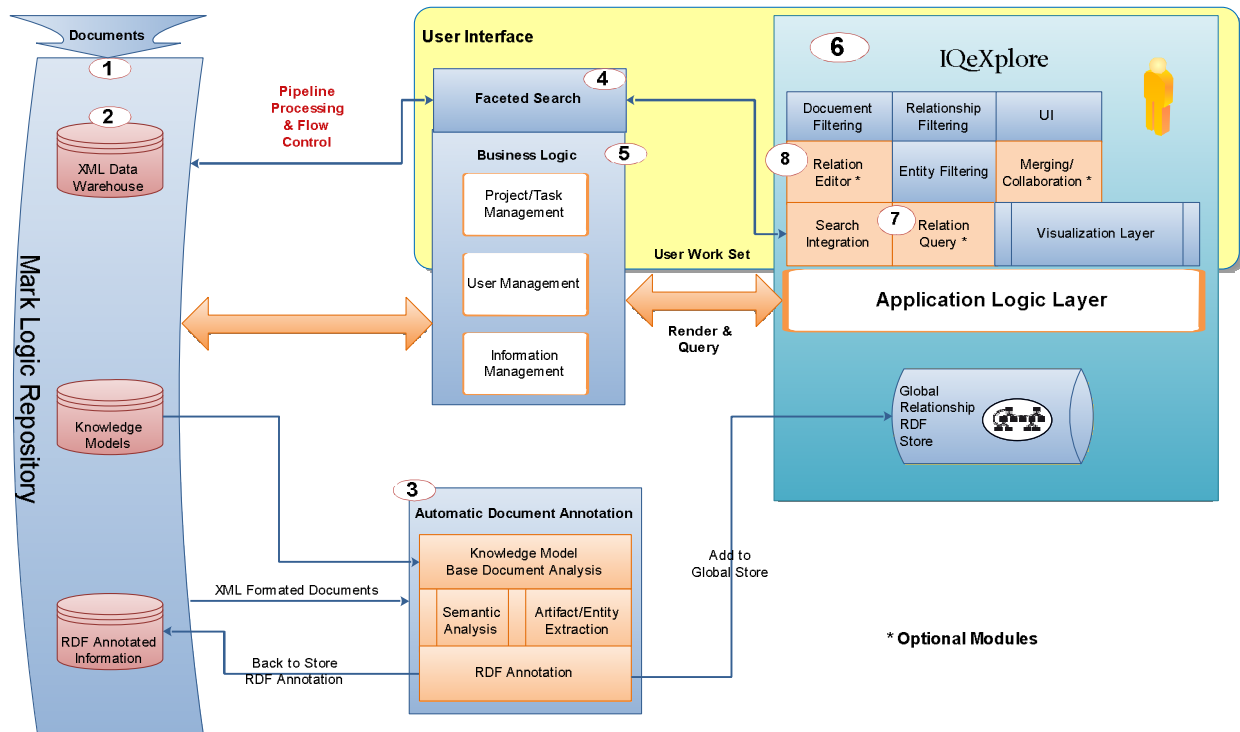 Documents
1
2
XML Data
Warehouse
Mark Logic Repository
Knowledge
Models
RDF Annotated
Information
Pipeline
Processing
& Flow
Control
User Interface
4
Faceted Search
Business Logic
5
Project/Task
Management
User Management
Information
Management
User Work Set
Render &
Query
6
IQeXplore
Docuement
Filtering
Relationship
Filtering
UI
8
Relation
Editor *
Entity Filtering
Merging/
Collaboration *
Search
Integration
7
Relation
Query *
Visualization Layer
Application Logic Layer
Global
Relationship
RDF
Store
3
Automatic Document Annotation
Knowledge Model
Base Document Analysis
Semantic
Analysis
Artifact/Entity
Extraction
RDF Annotation
XML Formated Documents
Back to Store
RDF Annotation
Add to
Global Store
* Optional Modules